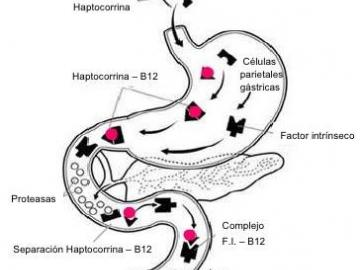 Haptocorrina
Células
parietales
gástricas
Haptocorrina – B12
Factor intrínseco
Proteasas
Complejo
F.I. – B12
Separación Haptocorrina – B12